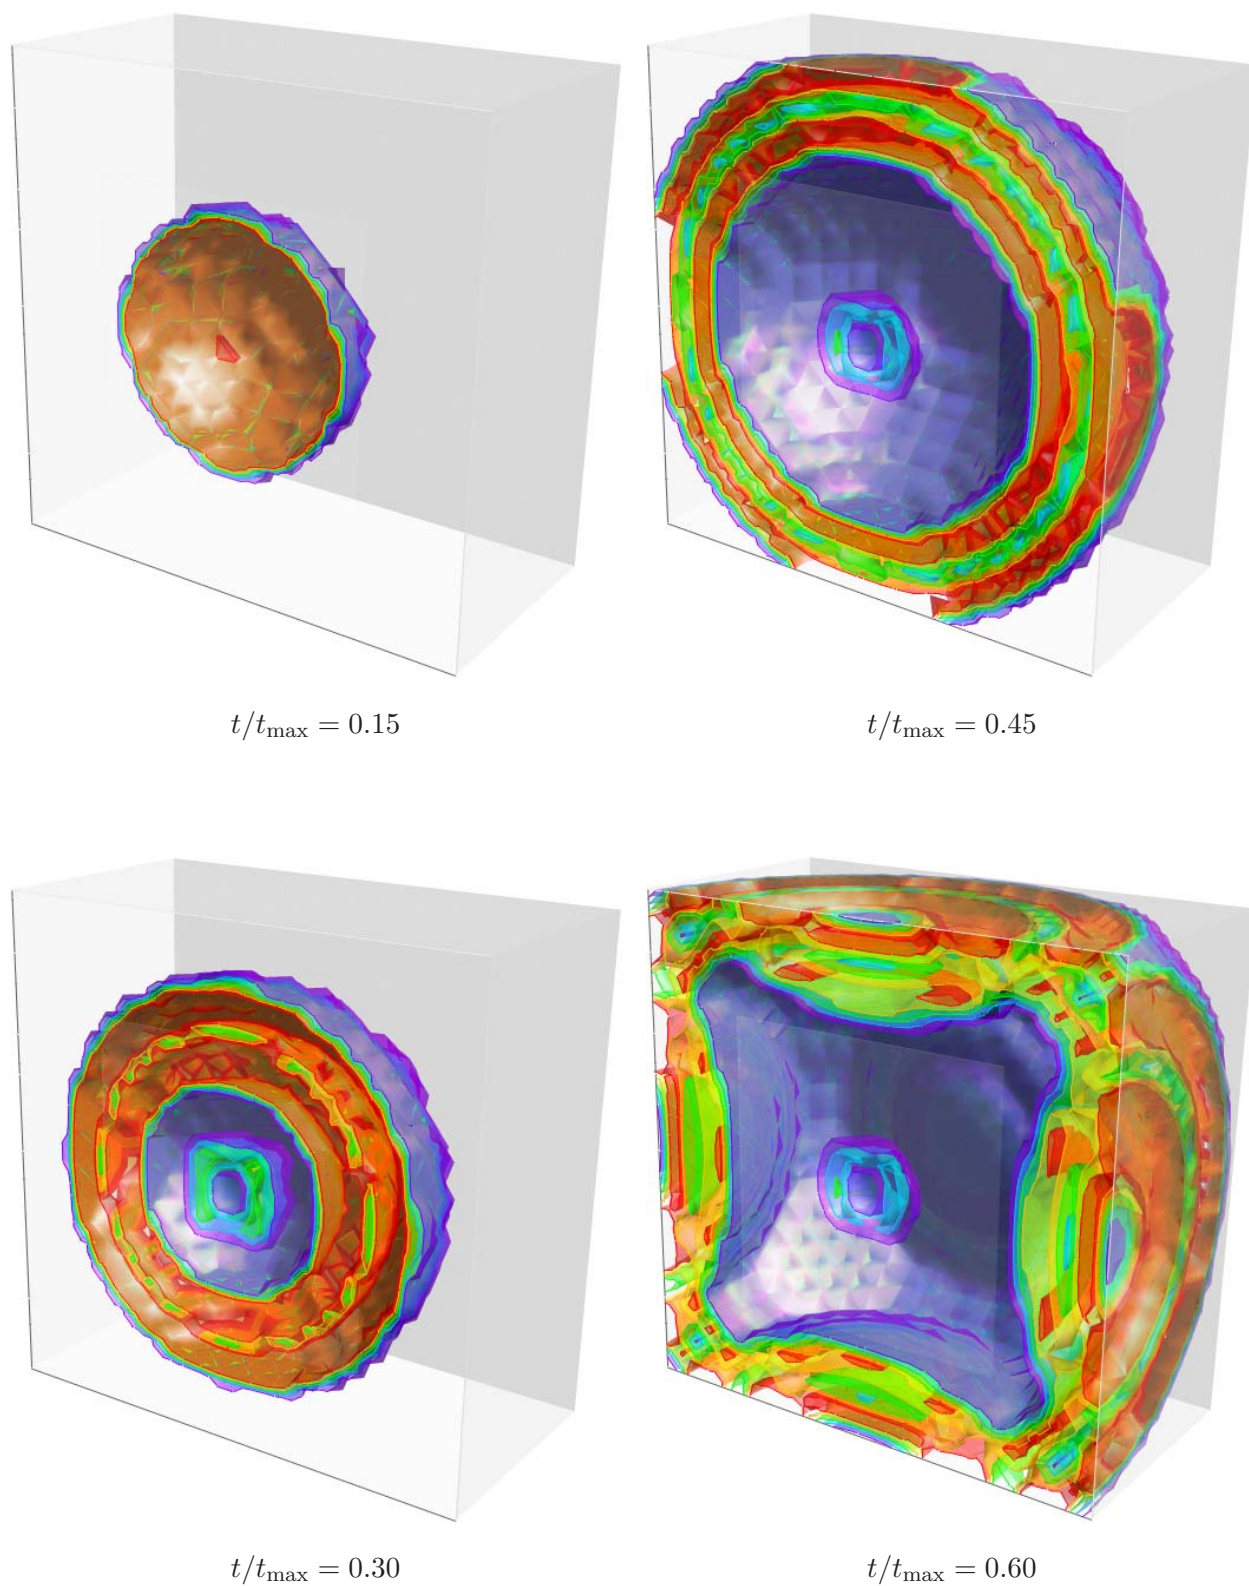 t/t_max = 0.15
t/t_max = 0.45
t/t_max = 0.30
t/t_max = 0.60